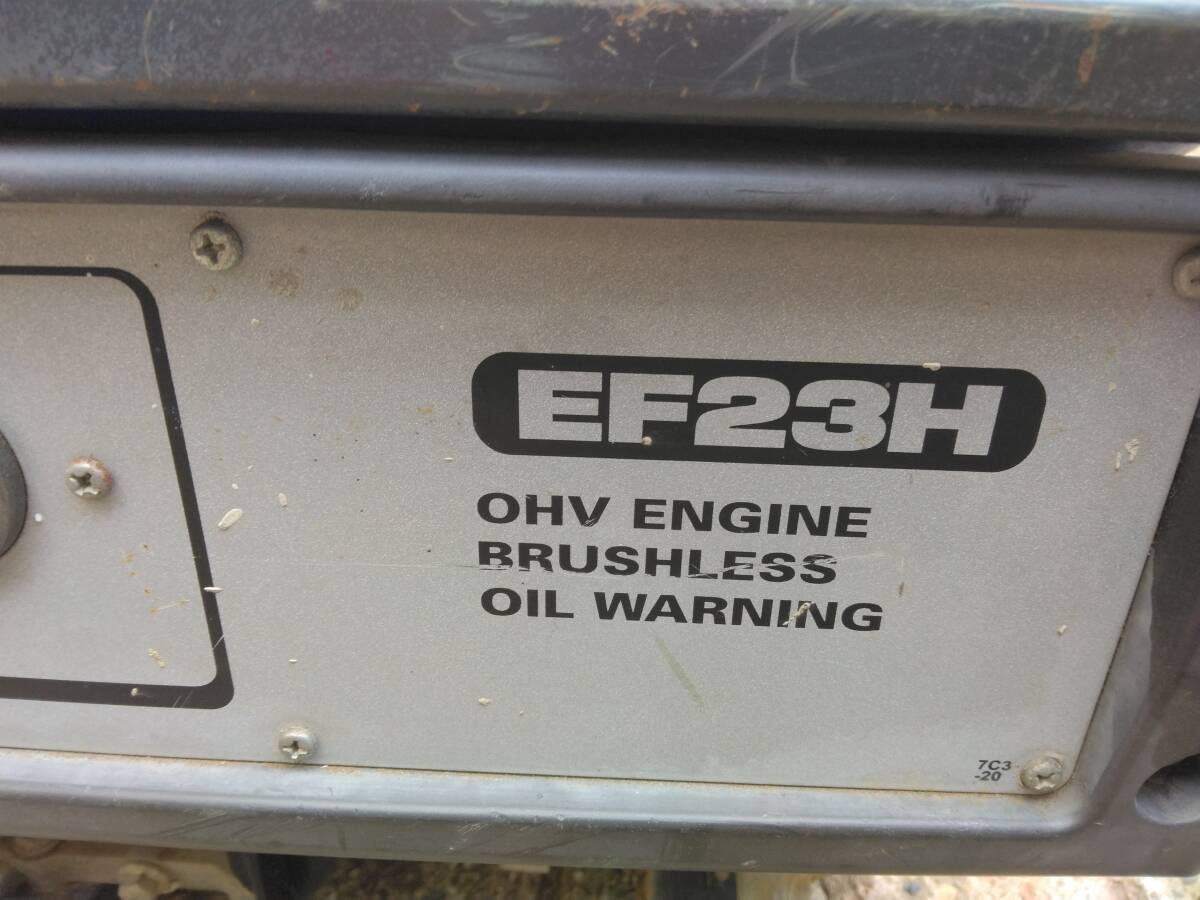 EF23H
OHV ENGINE
BRUSHLESS
OIL WARNING
7C3
-20